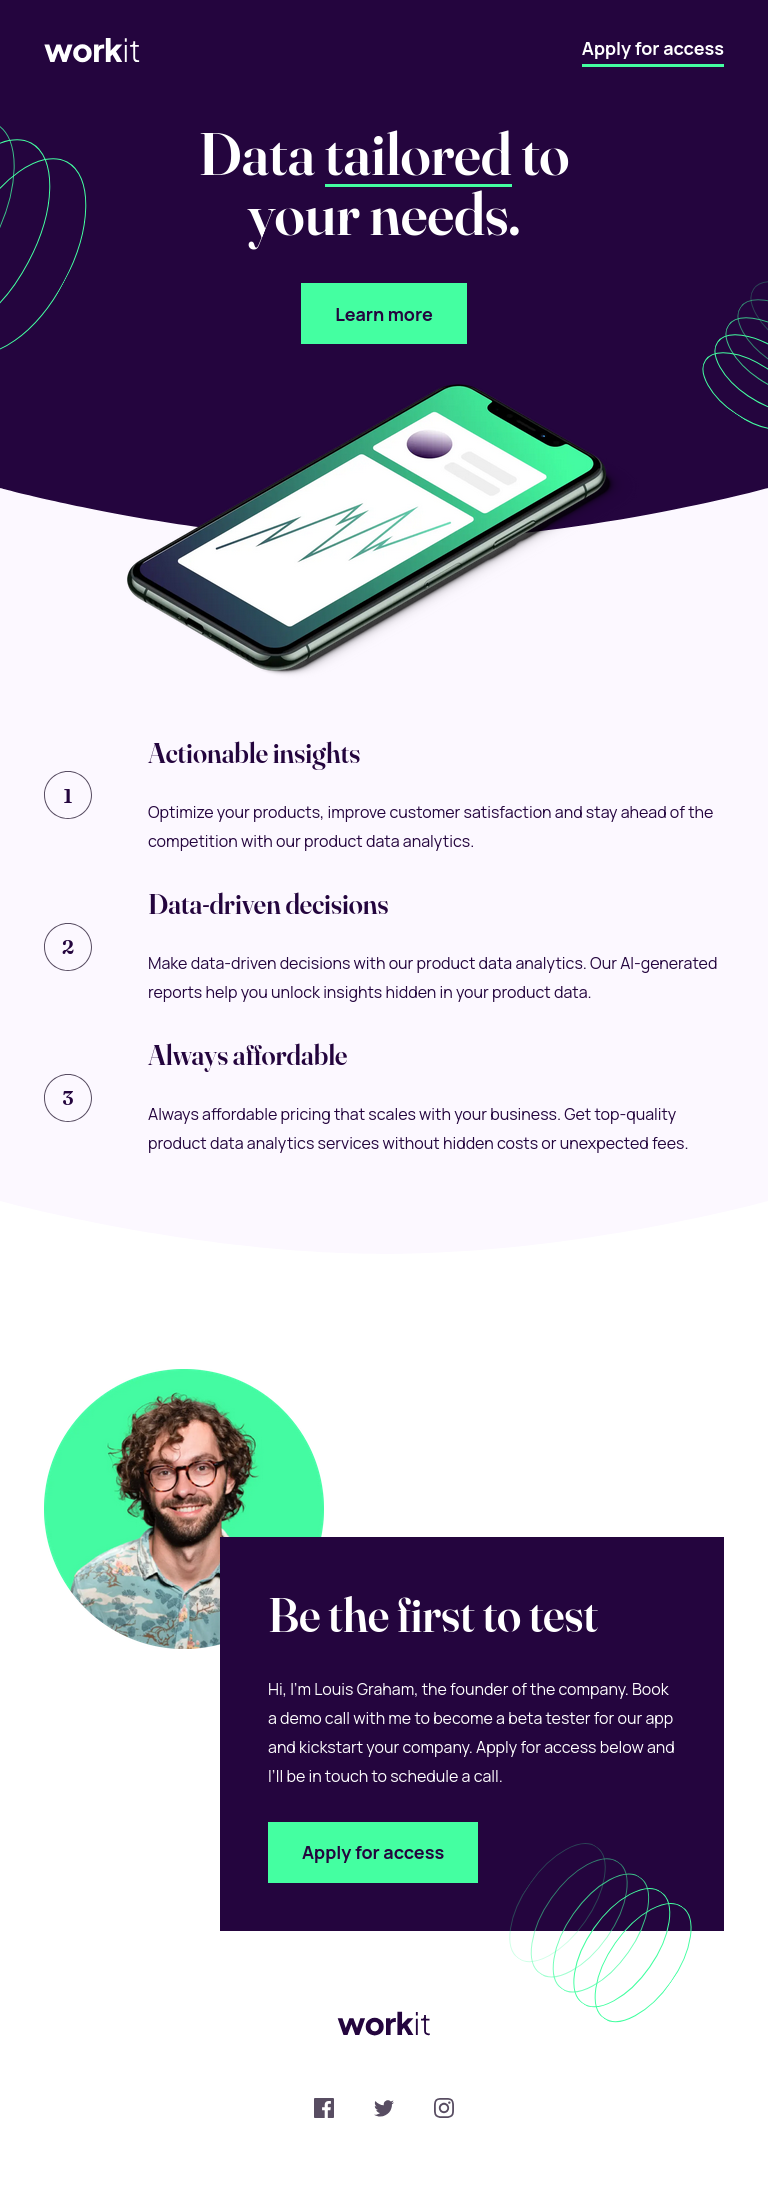 workit
Apply for access
Data tailored to
your needs.
Learn more
Actionable insights
1
Optimize your products, improve customer satisfaction and stay ahead of the
competition with our product data analytics.
Data-driven decisions
2
Make data-driven decisions with our product data analytics. Our AI-generated
reports help you unlock insights hidden in your product data.
Always affordable
3
Always affordable pricing that scales with your business. Get top-quality
product data analytics services without hidden costs or unexpected fees.
Be the first to test
Hi, I'm Louis Graham, the founder of the company. Book
a demo call with me to become a beta tester for our app
and kickstart your company. Apply for access below and
I'll be in touch to schedule a call.
Apply for access
workit